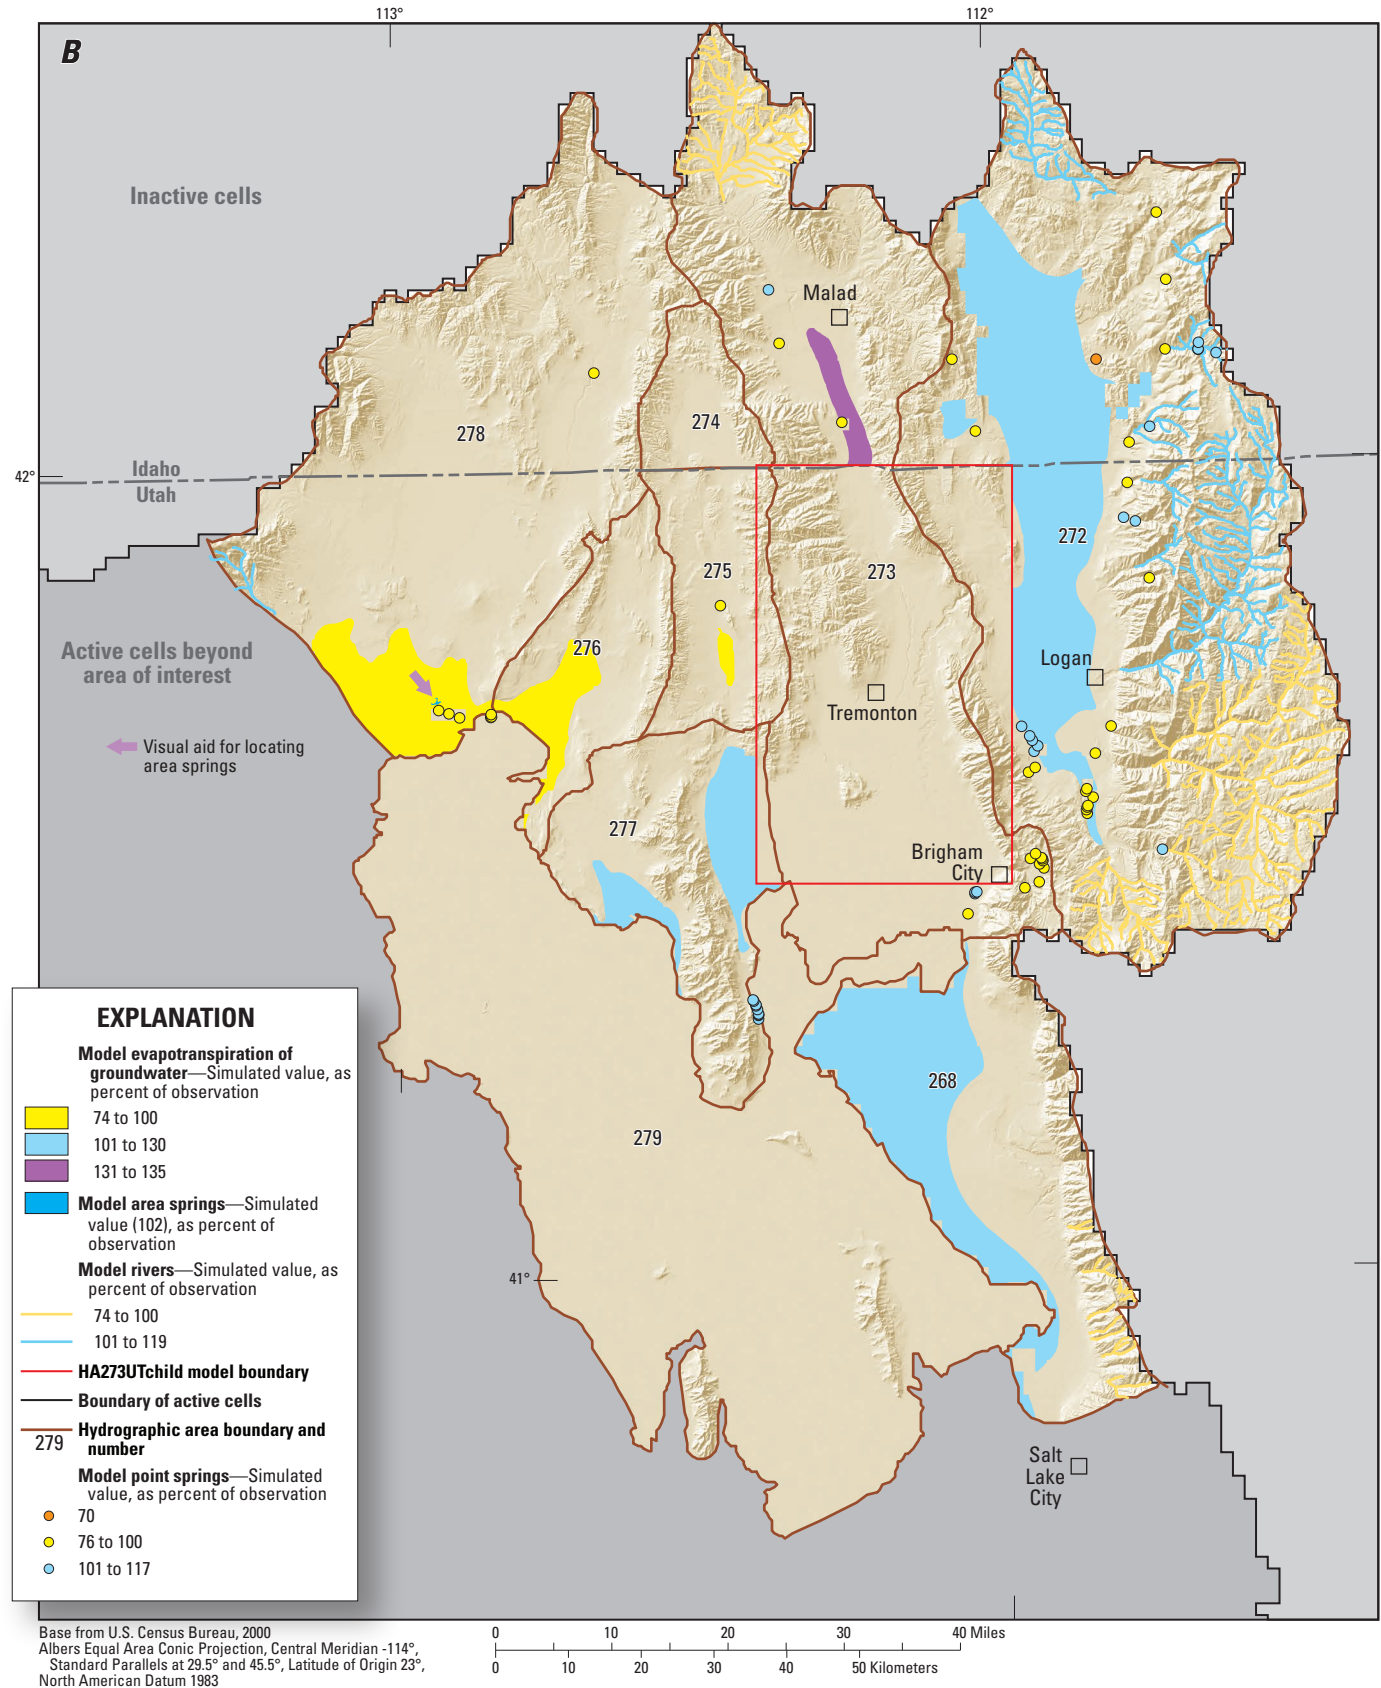 113°
112°
B
Inactive cells
Malad
274
278
42°
Idaho
Utah
272
275
273
Active cells beyond
area of interest
276
Logan
Tremonton
Visual aid for locating
area springs
277
Brigham
City
268
279
41°
Salt
Lake
City
EXPLANATION
Model evapotranspiration of
groundwater—Simulated value, as
percent of observation
74 to 100
101 to 130
131 to 135
Model area springs—Simulated
value (102), as percent of
observation
Model rivers—Simulated value, as
percent of observation
74 to 100
101 to 119
HA273UTchild model boundary
Boundary of active cells
Hydrographic area boundary and
279 number
Model point springs—Simulated
value, as percent of observation
70
76 to 100
101 to 117
Base from U.S. Census Bureau, 2000
Albers Equal Area Conic Projection, Central Meridian -114°,
Standard Parallels at 29.5° and 45.5°, Latitude of Origin 23°,
North American Datum 1983
0 10 20 30 40 Miles
0 10 20 30 40 50 Kilometers